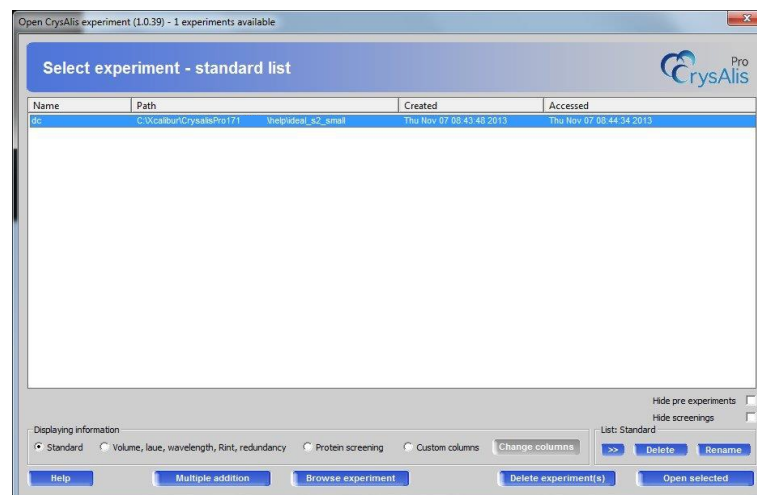 Open CrysAlis experiment (1.0.39) - 1 experiments available
Select experiment - standard list
CrysAlis Pro
Name Path Created Accessed
dc C:\Xcalibur\CrysalisPro171 \help\ideal_s2_small Thu Nov 07 08:43:48 2013 Thu Nov 07 08:44:34 2013
Hide pre experiments
Hide screenings
Displaying information List: Standard
Standard Volume, laue, wavelength, Rint, redundancy Protein screening Custom columns Change columns >> Delete Rename
Help Multiple addition Browse experiment Delete experiment(s) Open selected